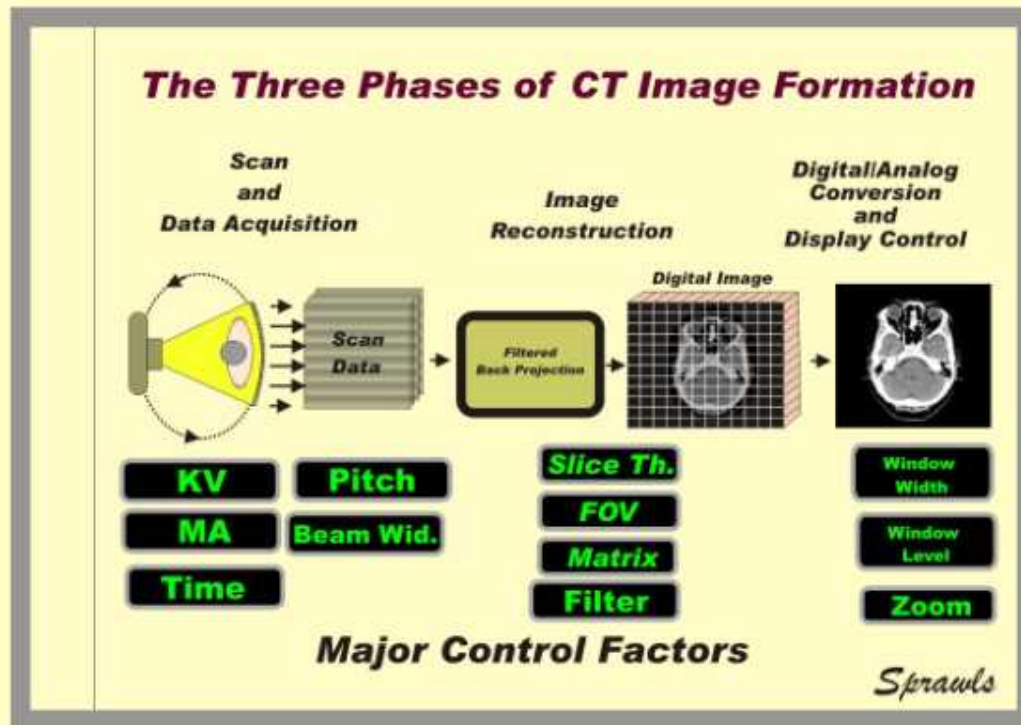 The Three Phases of CT Image Formation
Scan
and
Data Acquisition
Image
Reconstruction
Digital/Analog
Conversion
and
Display Control
Scan
Data
Filtered
Back Projection
Digital Image
KV
MA
Time
Pitch
Beam Wid.
Slice Th.
FOV
Matrix
Filter
Window
Width
Window
Level
Zoom
Major Control Factors
Sprawls